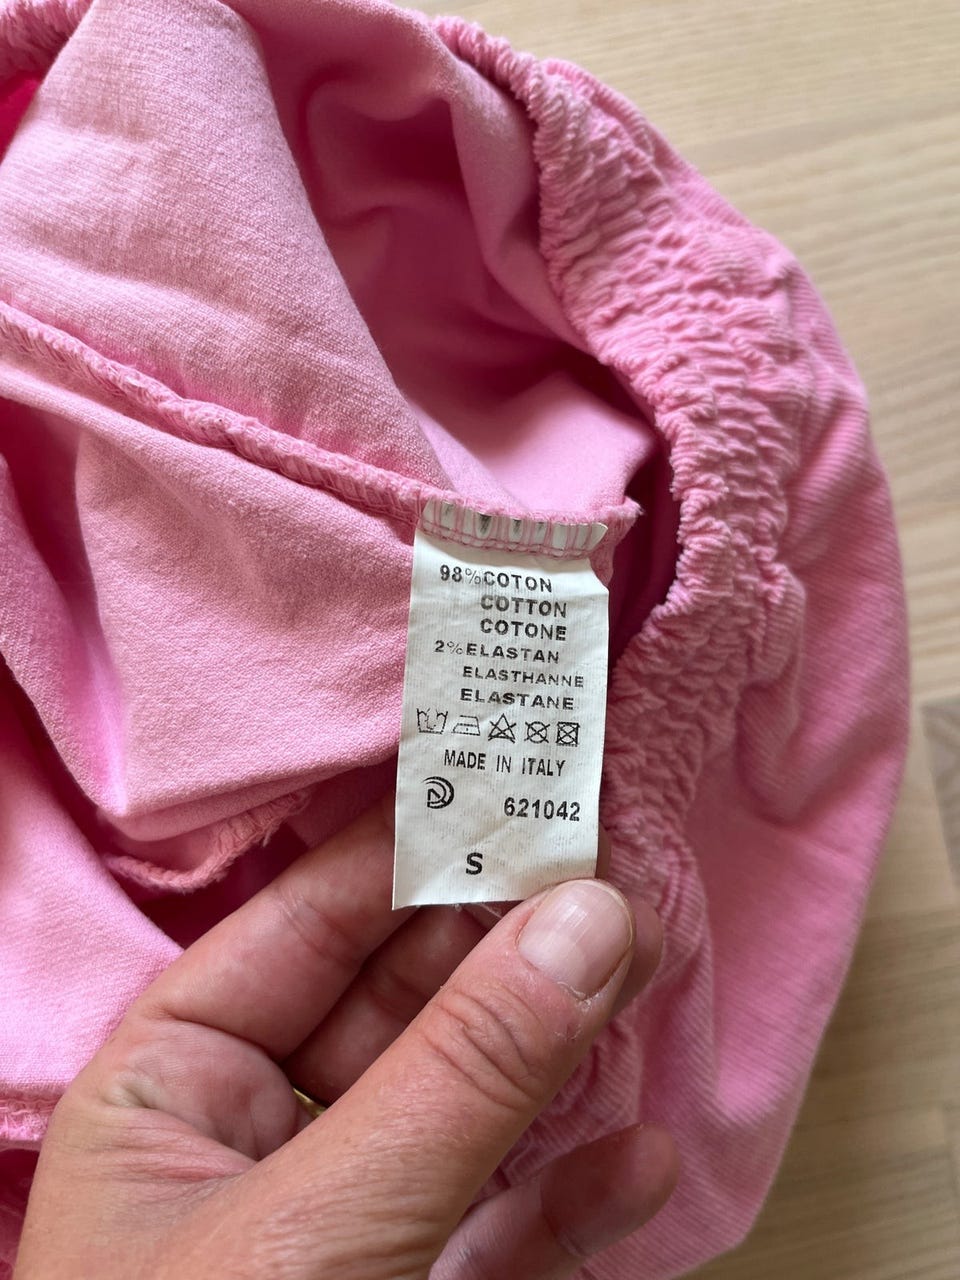 98%COTON
COTTON
COTONE
2%ELASTAN
ELASTHANNE
ELASTANE
MADE IN ITALY
621042
S